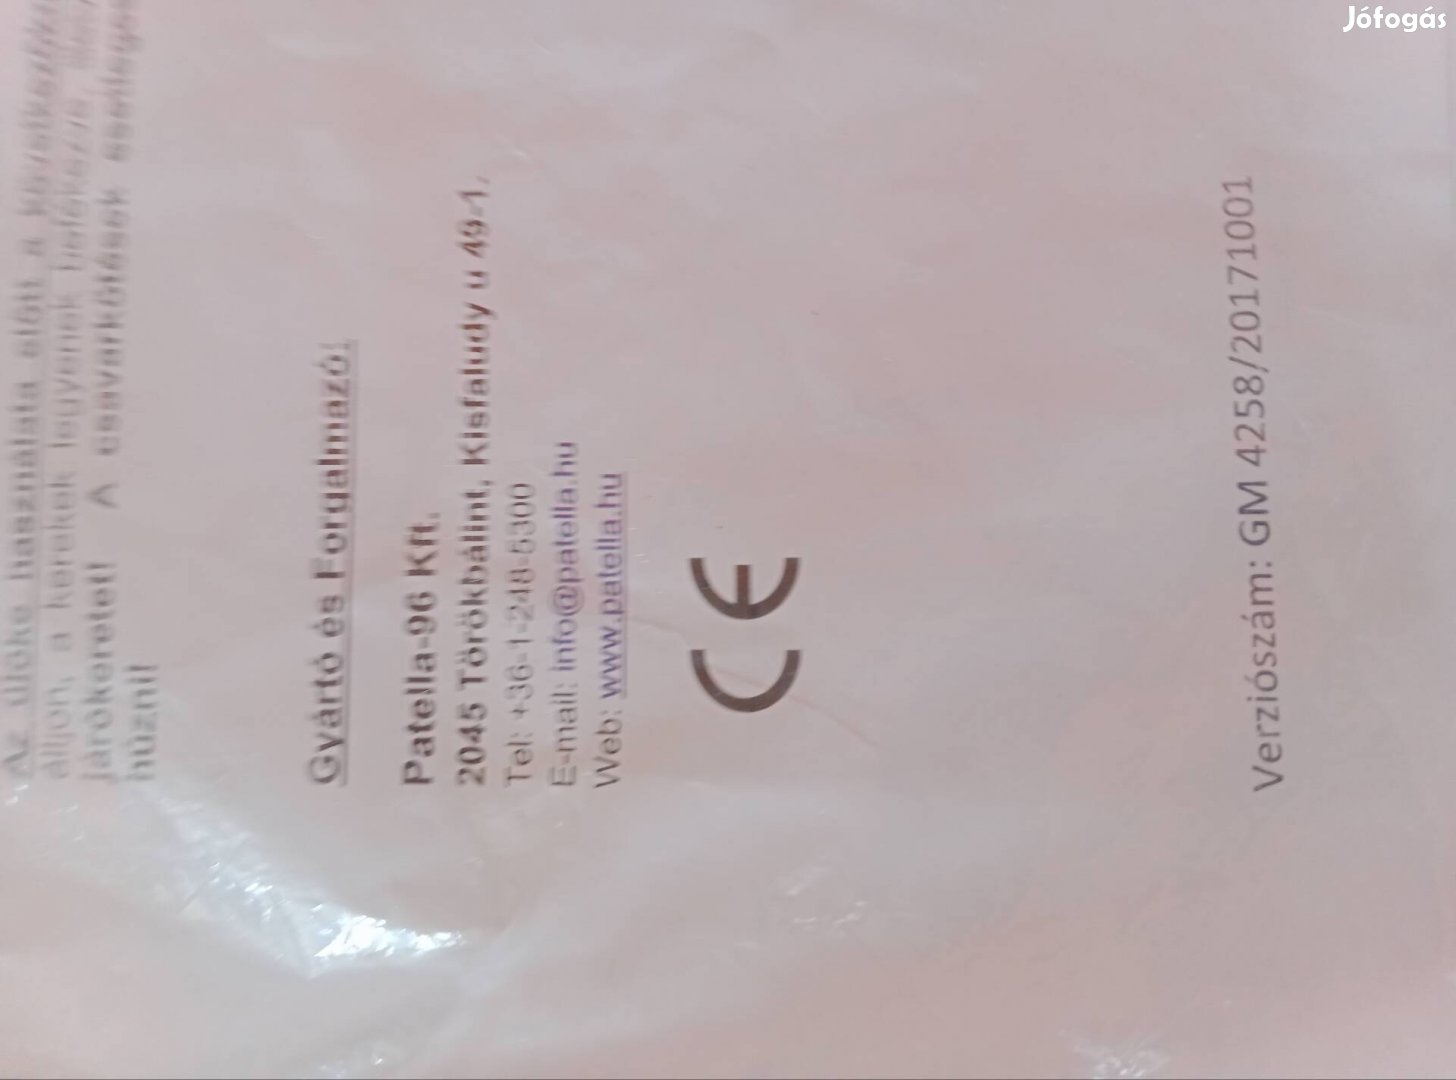 Jófogás
Az ülőke használata előtt a
álljon, a kerekek legyenek
járókeretet! A csavarkötések esetleges
húzni!
Gyártó és Forgalmazó:
Patella-96 Kft.
2045 Törökbálint, Kisfaludy u 49-1.
Tel: +36-1-248-5300
E-mail: info@patella.hu
Web: www.patella.hu
CE
Verziószám: GM 4258/20171001